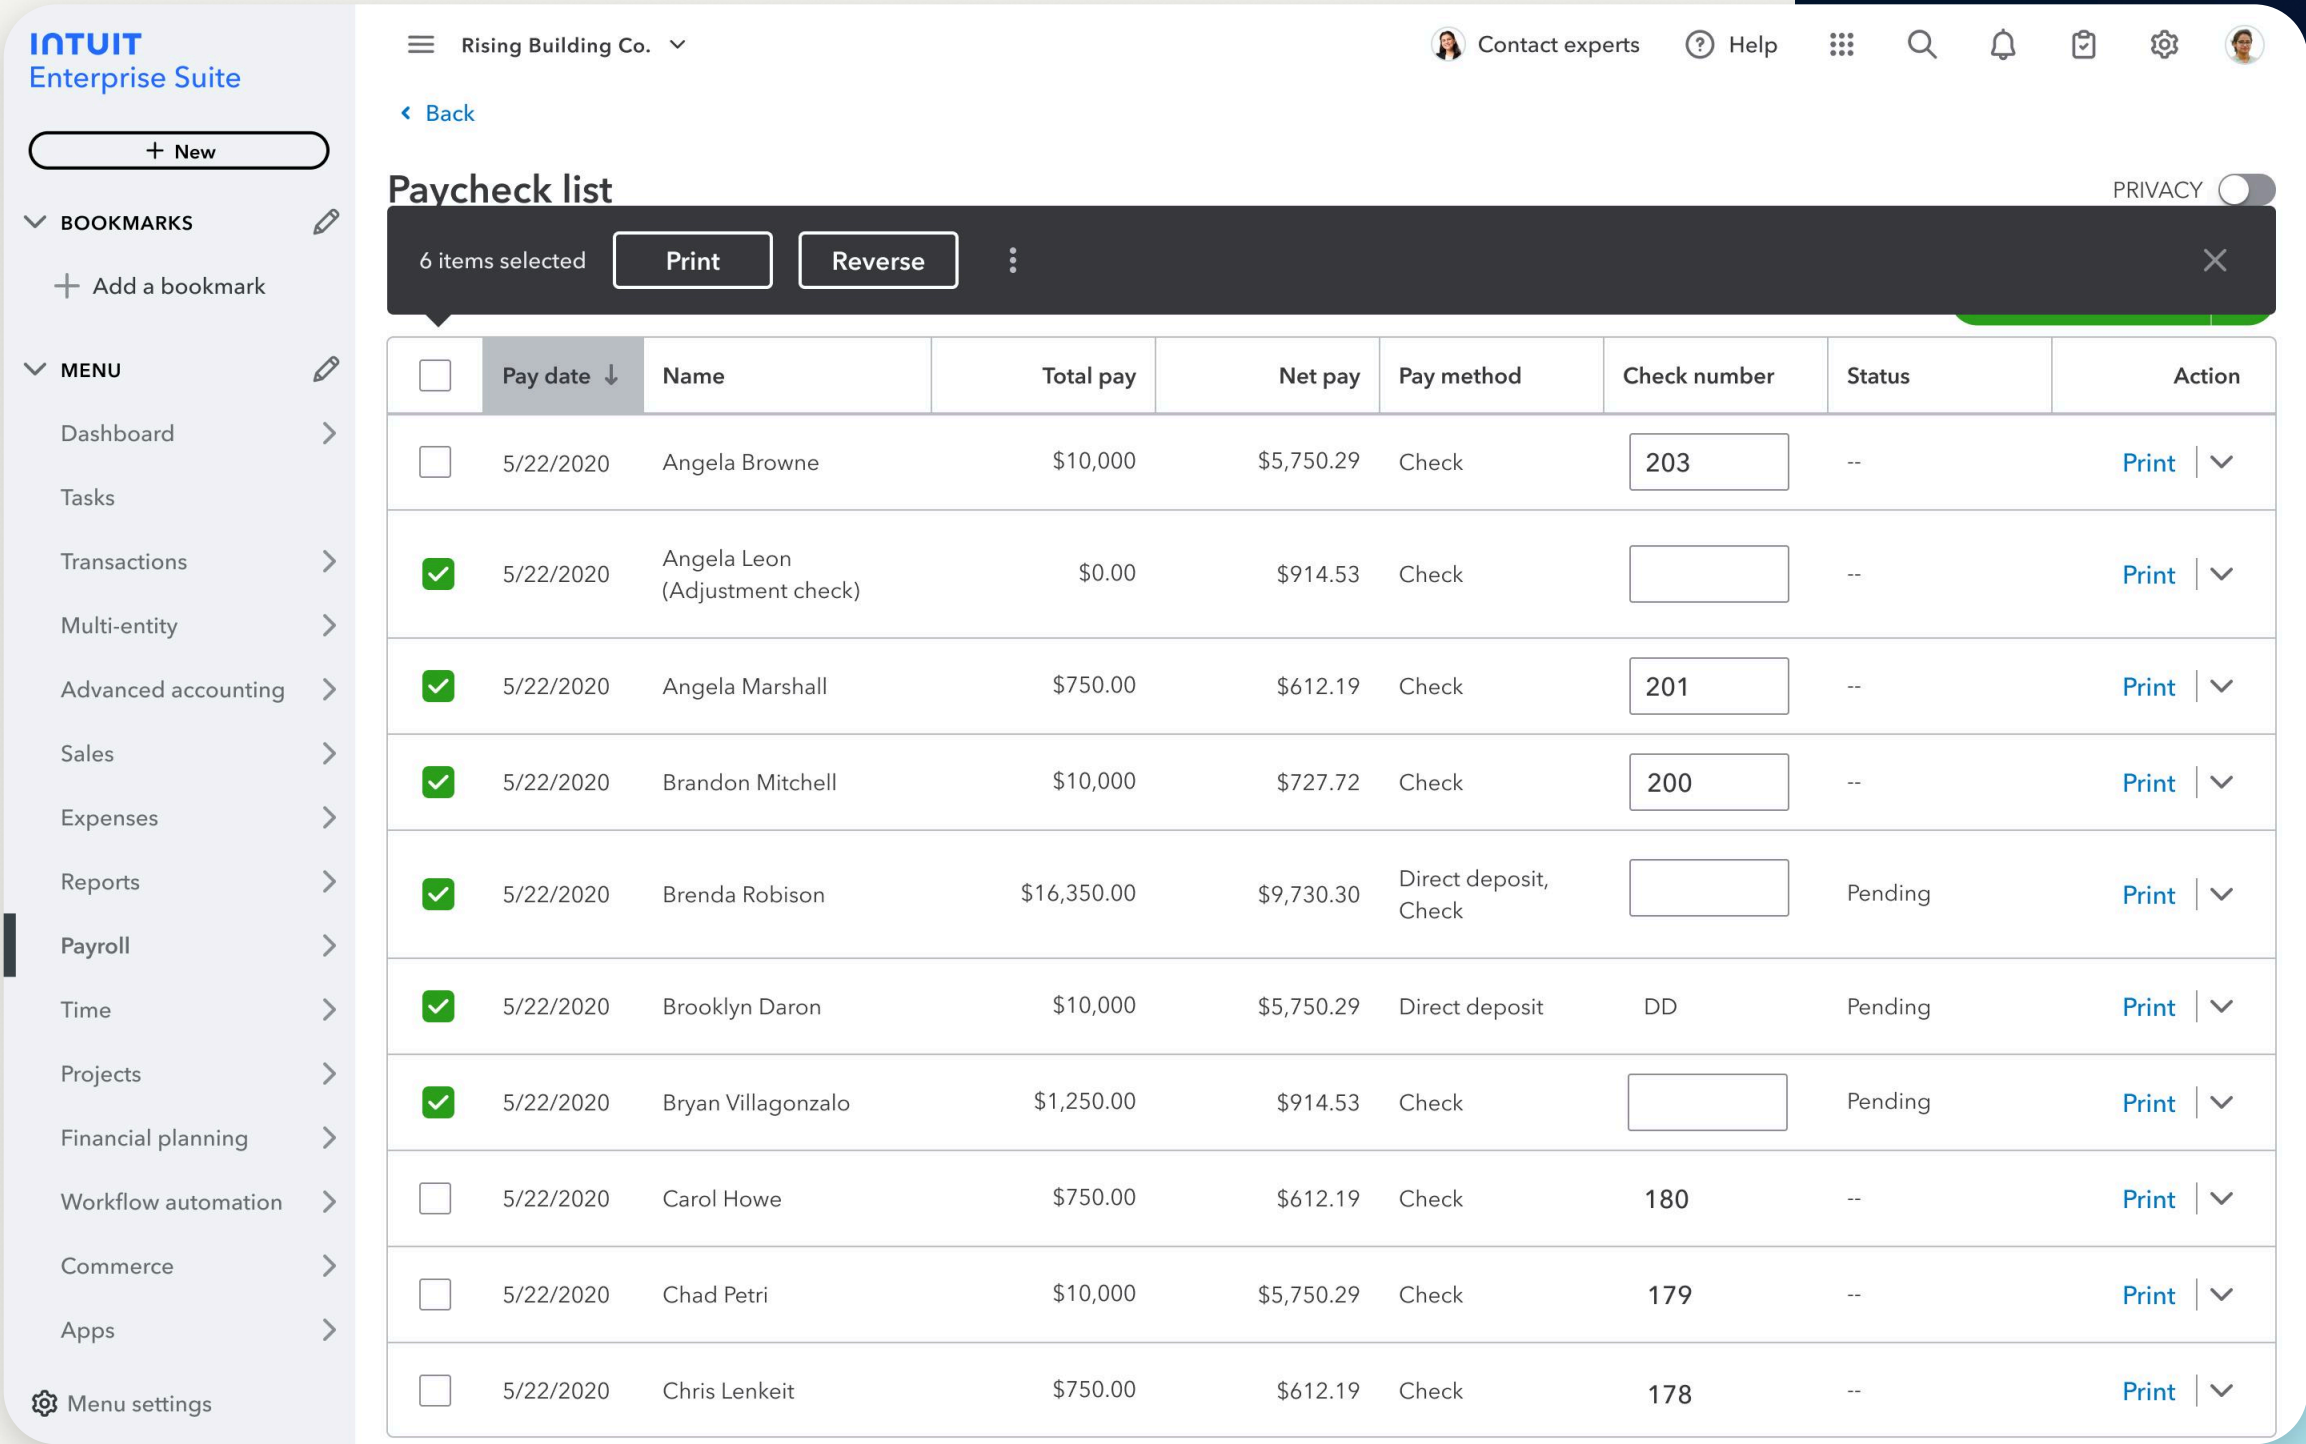 INTUIT
Enterprise Suite
New
BOOKMARKS
Add a bookmark
MENU
Dashboard
Tasks
Transactions
Multi-entity
Advanced accounting
Sales
Expenses
Reports
Payroll
Time
Projects
Financial planning
Workflow automation
Commerce
Apps
Menu settings
Rising Building Co.
Contact experts
Help
Back
Paycheck list
PRIVACY
6 items selected Print Reverse
Pay date Name Total pay Net pay Pay method Check number Status Action
5/22/2020 Angela Browne $10,000 $5,750.29 Check 203 -- Print
5/22/2020 Angela Leon (Adjustment check) $0.00 $914.53 Check -- Print
5/22/2020 Angela Marshall $750.00 $612.19 Check 201 -- Print
5/22/2020 Brandon Mitchell $10,000 $727.72 Check 200 -- Print
5/22/2020 Brenda Robison $16,350.00 $9,730.30 Direct deposit, Check Pending Print
5/22/2020 Brooklyn Daron $10,000 $5,750.29 Direct deposit DD Pending Print
5/22/2020 Bryan Villagonzalo $1,250.00 $914.53 Check Pending Print
5/22/2020 Carol Howe $750.00 $612.19 Check 180 -- Print
5/22/2020 Chad Petri $10,000 $5,750.29 Check 179 -- Print
5/22/2020 Chris Lenkeit $750.00 $612.19 Check 178 -- Print